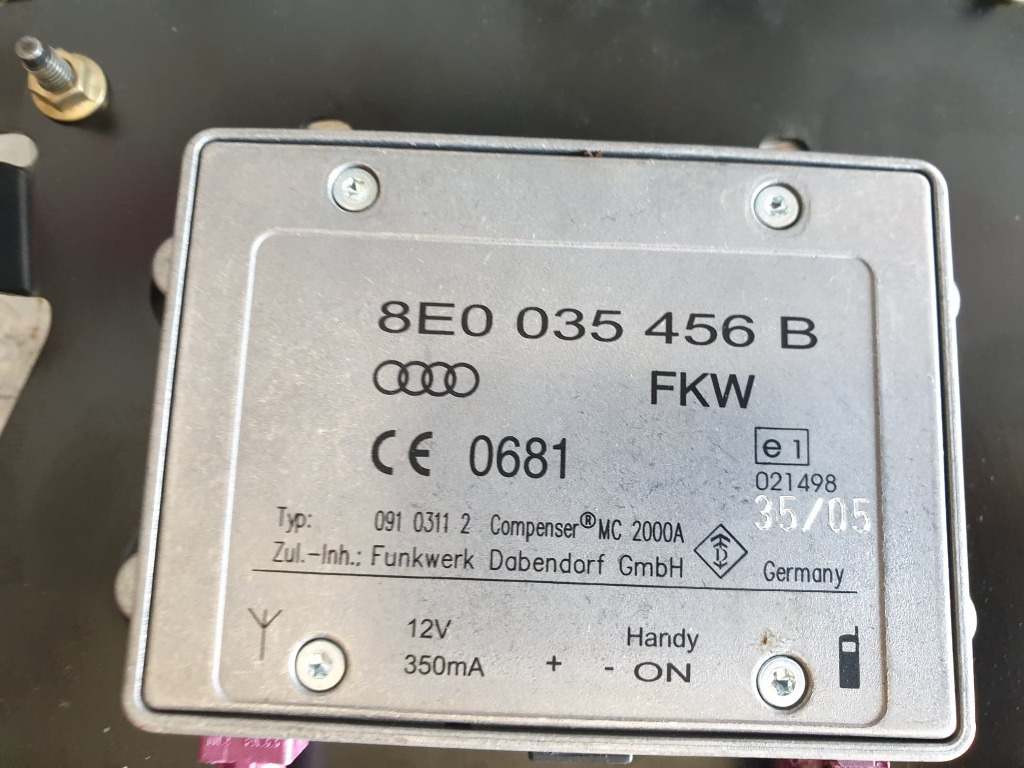 8E0 035 456 B
FKW
CE 0681
e 1
021498
35/05
Typ: 091 0311 2 Compenser® MC 2000A
Zul.-Inh.: Funkwerk Dabendorf GmbH
Germany
12V Handy
350mA + - ON